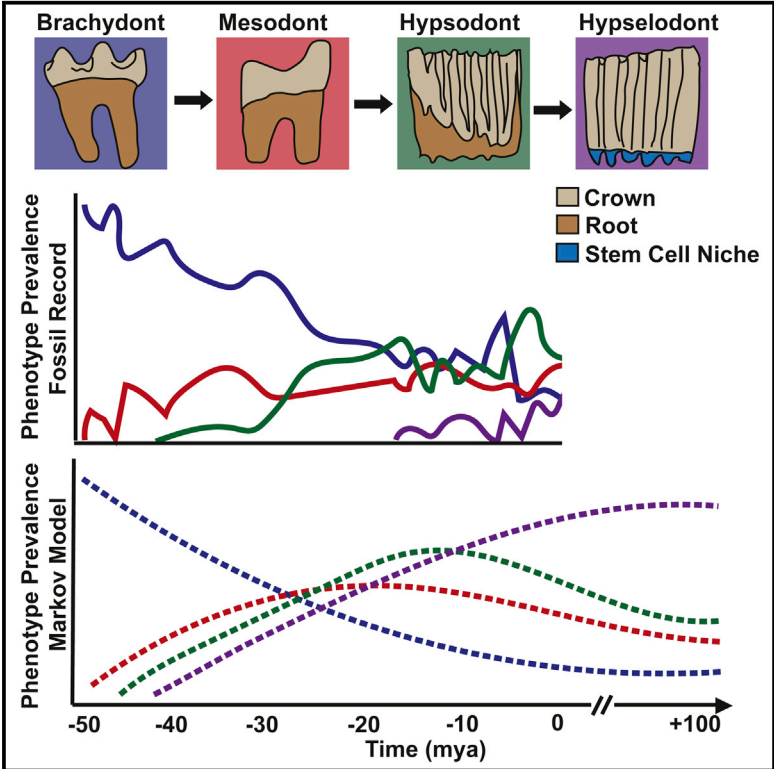 Brachydont Mesodont Hypsodont Hypselodont
Crown
Root
Stem Cell Niche
Phenotype Prevalence
Fossil Record
Phenotype Prevalence
Markov Model
-50 -40 -30 -20 -10 0 +100
Time (mya)